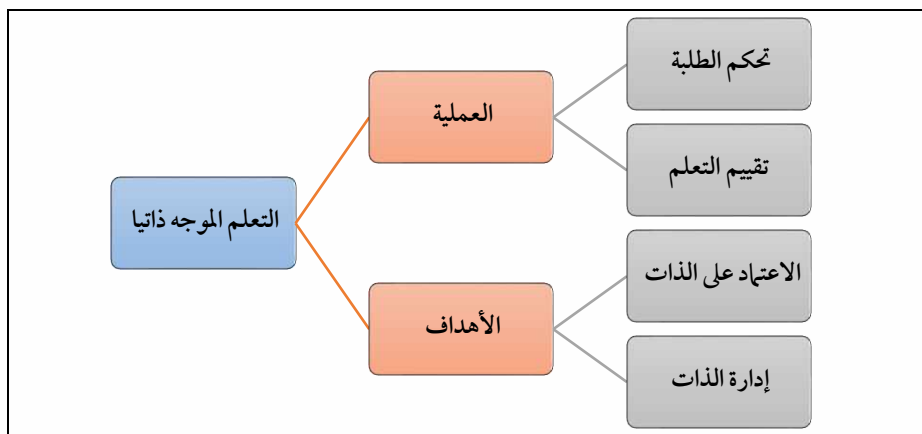 التعلم الموجه ذاتيا
العملية
تحكم الطلبة
تقييم التعلم
الأهداف
الاعتماد على الذات
إدارة الذات